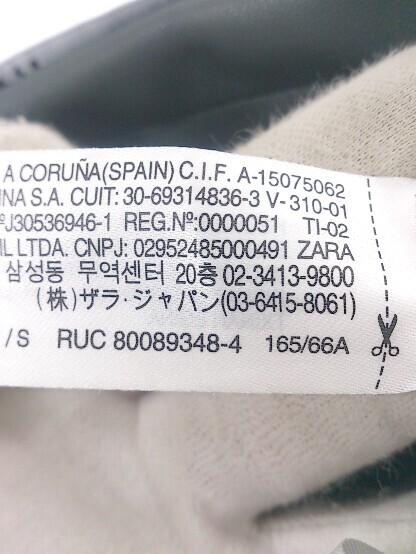 A CORUÑA(SPAIN) C.I.F. A-15075062
S.A. CUIT: 30-69314836-3 V-310-01
J30536946-1 REG.Nº:0000051 TI-02
LTDA. CNPJ: 02952485000491 ZARA
삼성동 무역센터 20층 02-3413-9800
(株)ザラ・ジャパン(03-6415-8061)
/ S RUC 80089348-4 165/66A